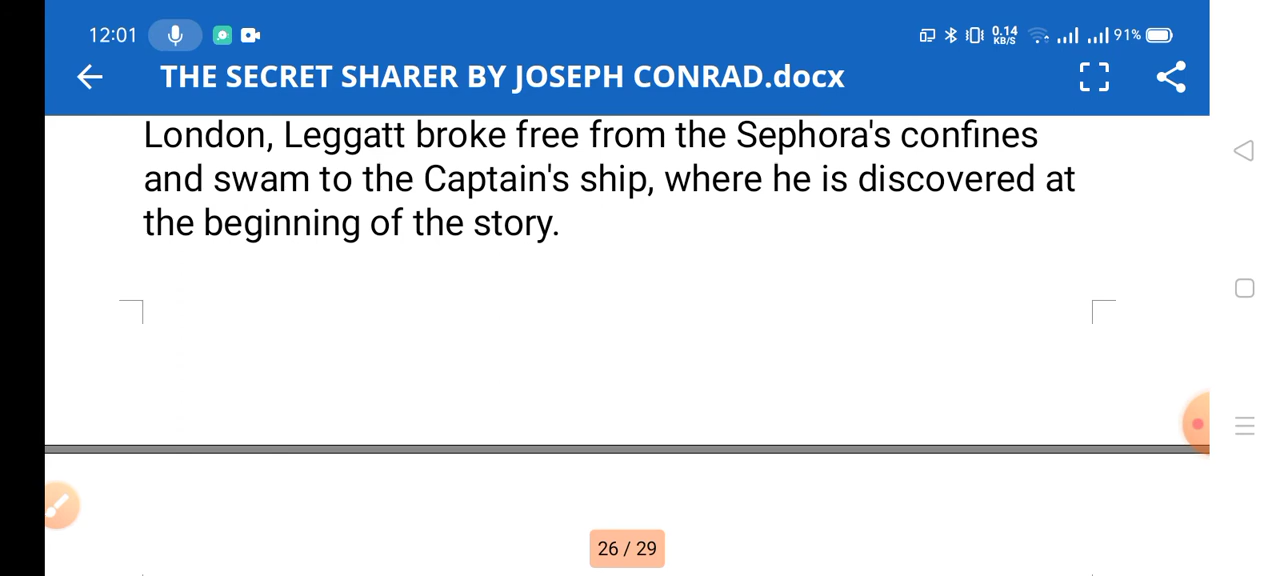 12:01
0.14
KB/S
91%
THE SECRET SHARER BY JOSEPH CONRAD.docx
London, Leggatt broke free from the Sephora's confines
and swam to the Captain's ship, where he is discovered at
the beginning of the story.
26 / 29